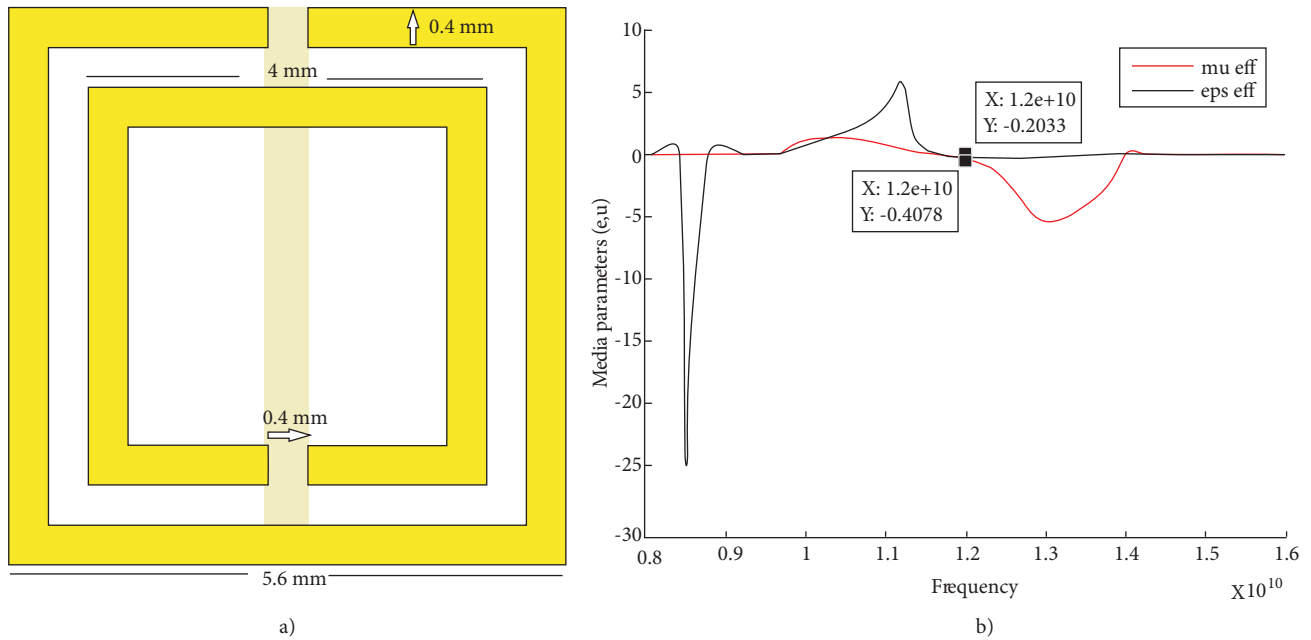 0.4 mm
4 mm
0.4 mm
5.6 mm
a)
10
5
0
-5
-10
-15
-20
-25
-30
Media parameters (e,u)
mu eff
eps eff
X: 1.2e+10
Y: -0.2033
X: 1.2e+10
Y: -0.4078
0.8 0.9 1 1.1 1.2 1.3 1.4 1.5 1.6
Frequency
X10^10
b)